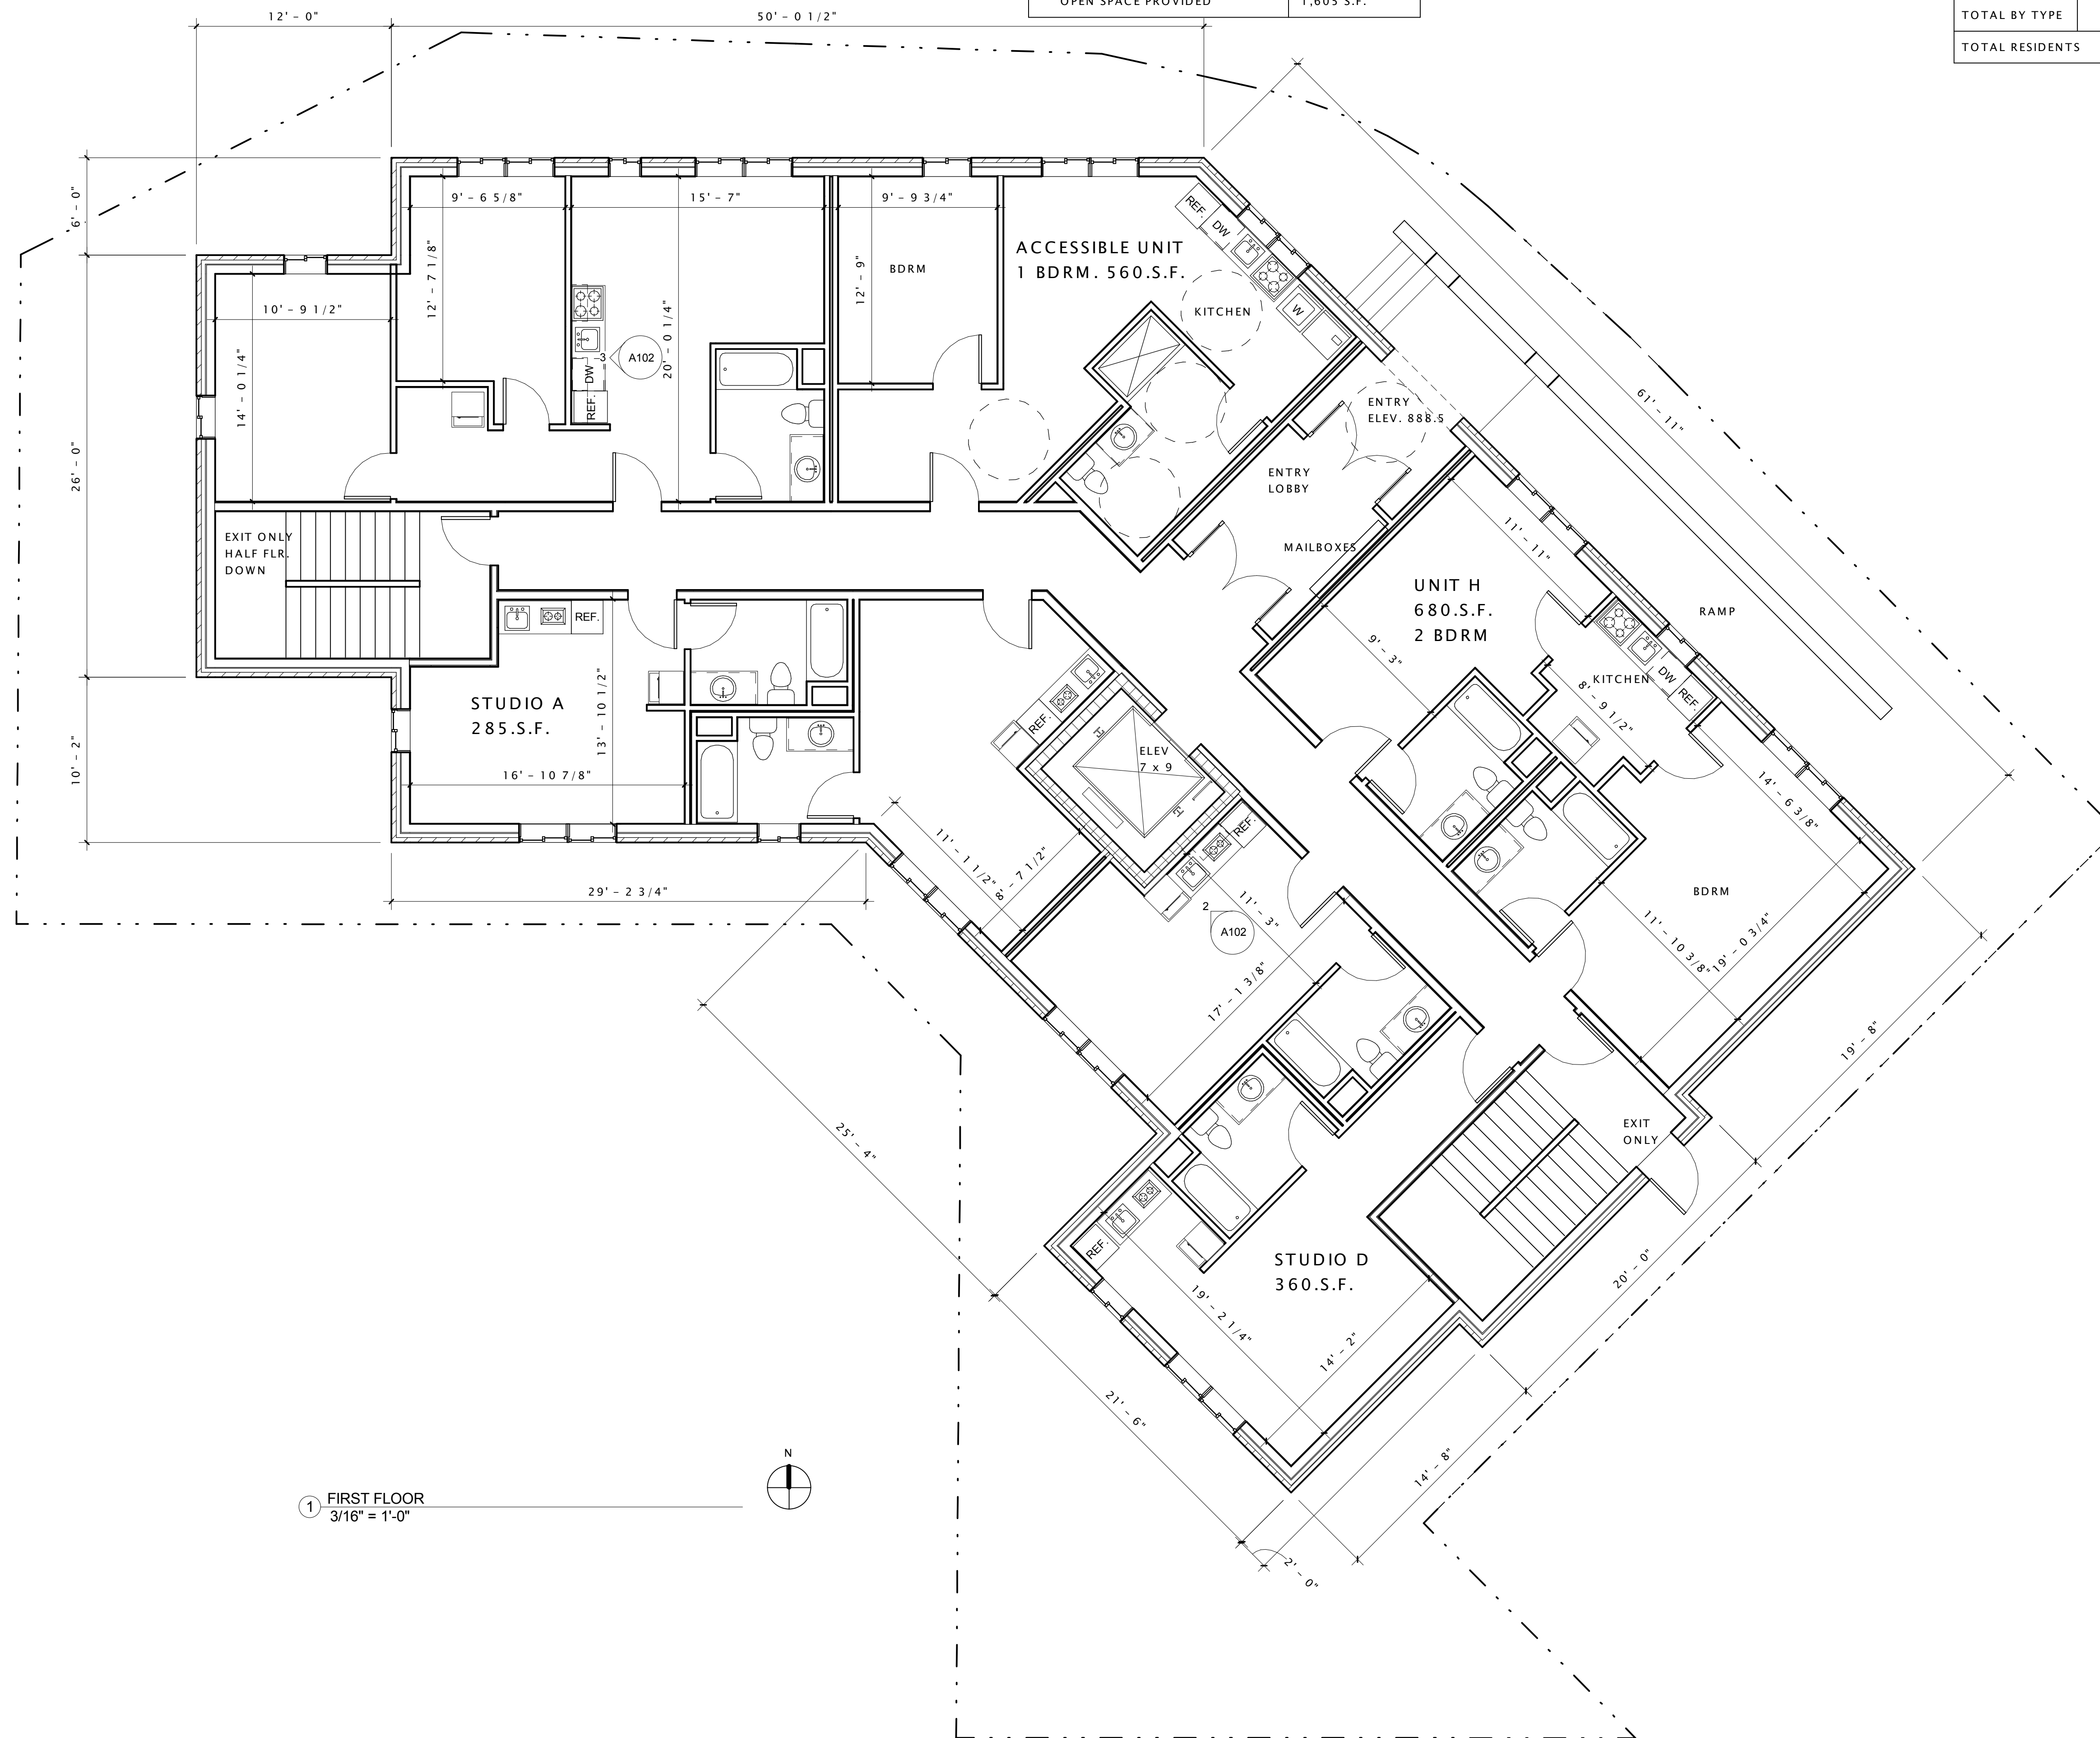 OPEN SPACE PROVIDED 1,605 S.F.
TOTAL BY TYPE
TOTAL RESIDENTS
12' - 0"
50' - 0 1/2"
6' - 0"
26' - 0"
10' - 2"
9' - 6 5/8"
15' - 7"
9' - 9 3/4"
12' - 7 1/8"
20' - 0 1/4"
12' - 9"
10' - 9 1/2"
14' - 0 1/4"
BDRM
ACCESSIBLE UNIT
1 BDRM. 560.S.F.
REF.
DW
W
KITCHEN
3
A102
DW
REF.
ENTRY
ELEV. 888.5
61' - 11"
ENTRY
LOBBY
MAILBOXES
EXIT ONLY
HALF FLR.
DOWN
11' - 11"
UNIT H
680.S.F.
2 BDRM
RAMP
9' - 3"
KITCHEN
DW
REF.
8' - 9 1/2"
REF.
STUDIO A
285.S.F.
13' - 10 1/2"
16' - 10 7/8"
REF.
ELEV
7 x 9
14' - 6 3/8"
29' - 2 3/4"
11' - 1 1/2"
8' - 7 1/2"
REF.
11' - 3"
2
A102
BDRM
11' - 10 3/8"
19' - 0 3/4"
17' - 1 3/8"
19' - 8"
25' - 4"
EXIT
ONLY
REF.
STUDIO D
360.S.F.
19' - 2 1/4"
14' - 2"
20' - 0"
21' - 6"
14' - 8"
2' - 0"
N
1
FIRST FLOOR
3/16" = 1'-0"